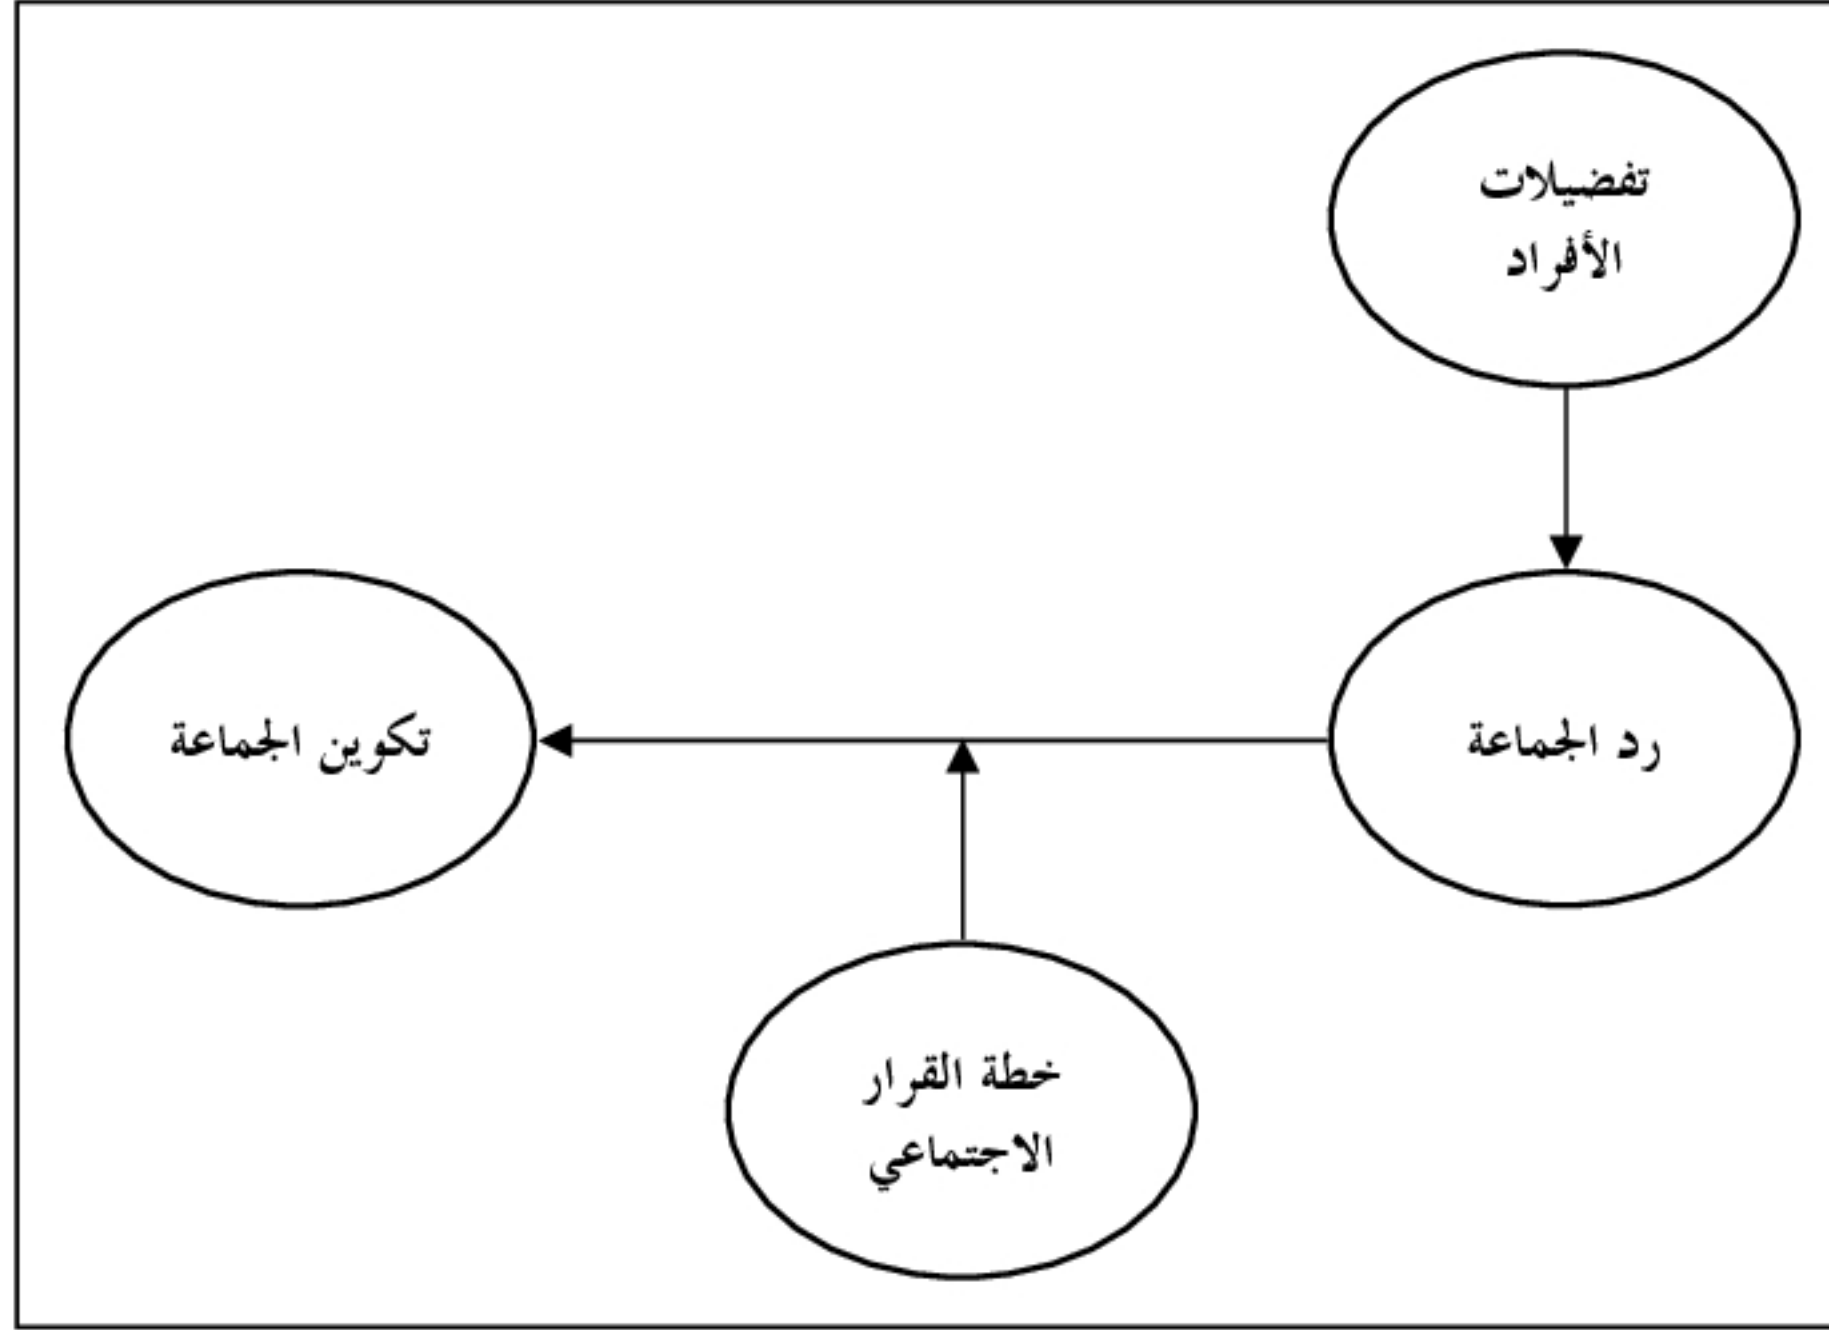 تفضيلات
الأفراد
رد الجماعة
تكوين الجماعة
خطة القرار
الاجتماعي